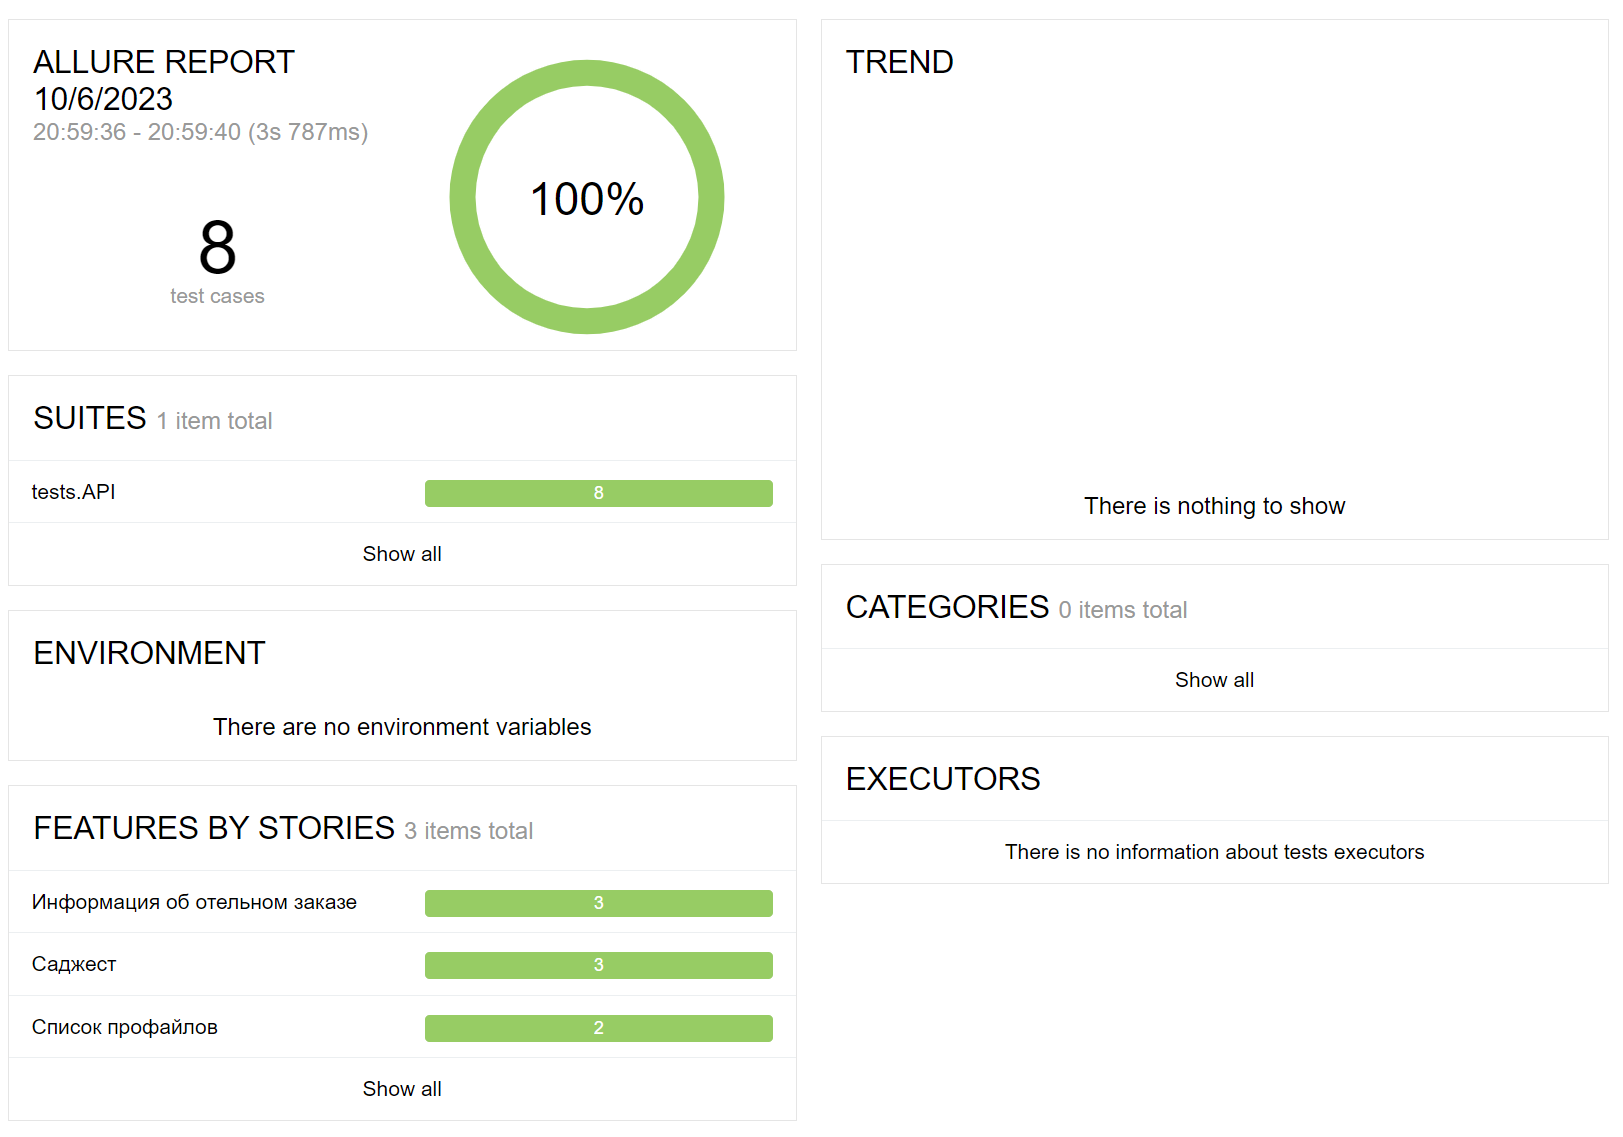 ALLURE REPORT
10/6/2023
20:59:36 - 20:59:40 (3s 787ms)
8
test cases
100%
SUITES 1 item total
tests.API 8
Show all
ENVIRONMENT
There are no environment variables
FEATURES BY STORIES 3 items total
Информация об отельном заказе 3
Саджест 3
Список профайлов 2
Show all
TREND
There is nothing to show
CATEGORIES 0 items total
Show all
EXECUTORS
There is no information about tests executors